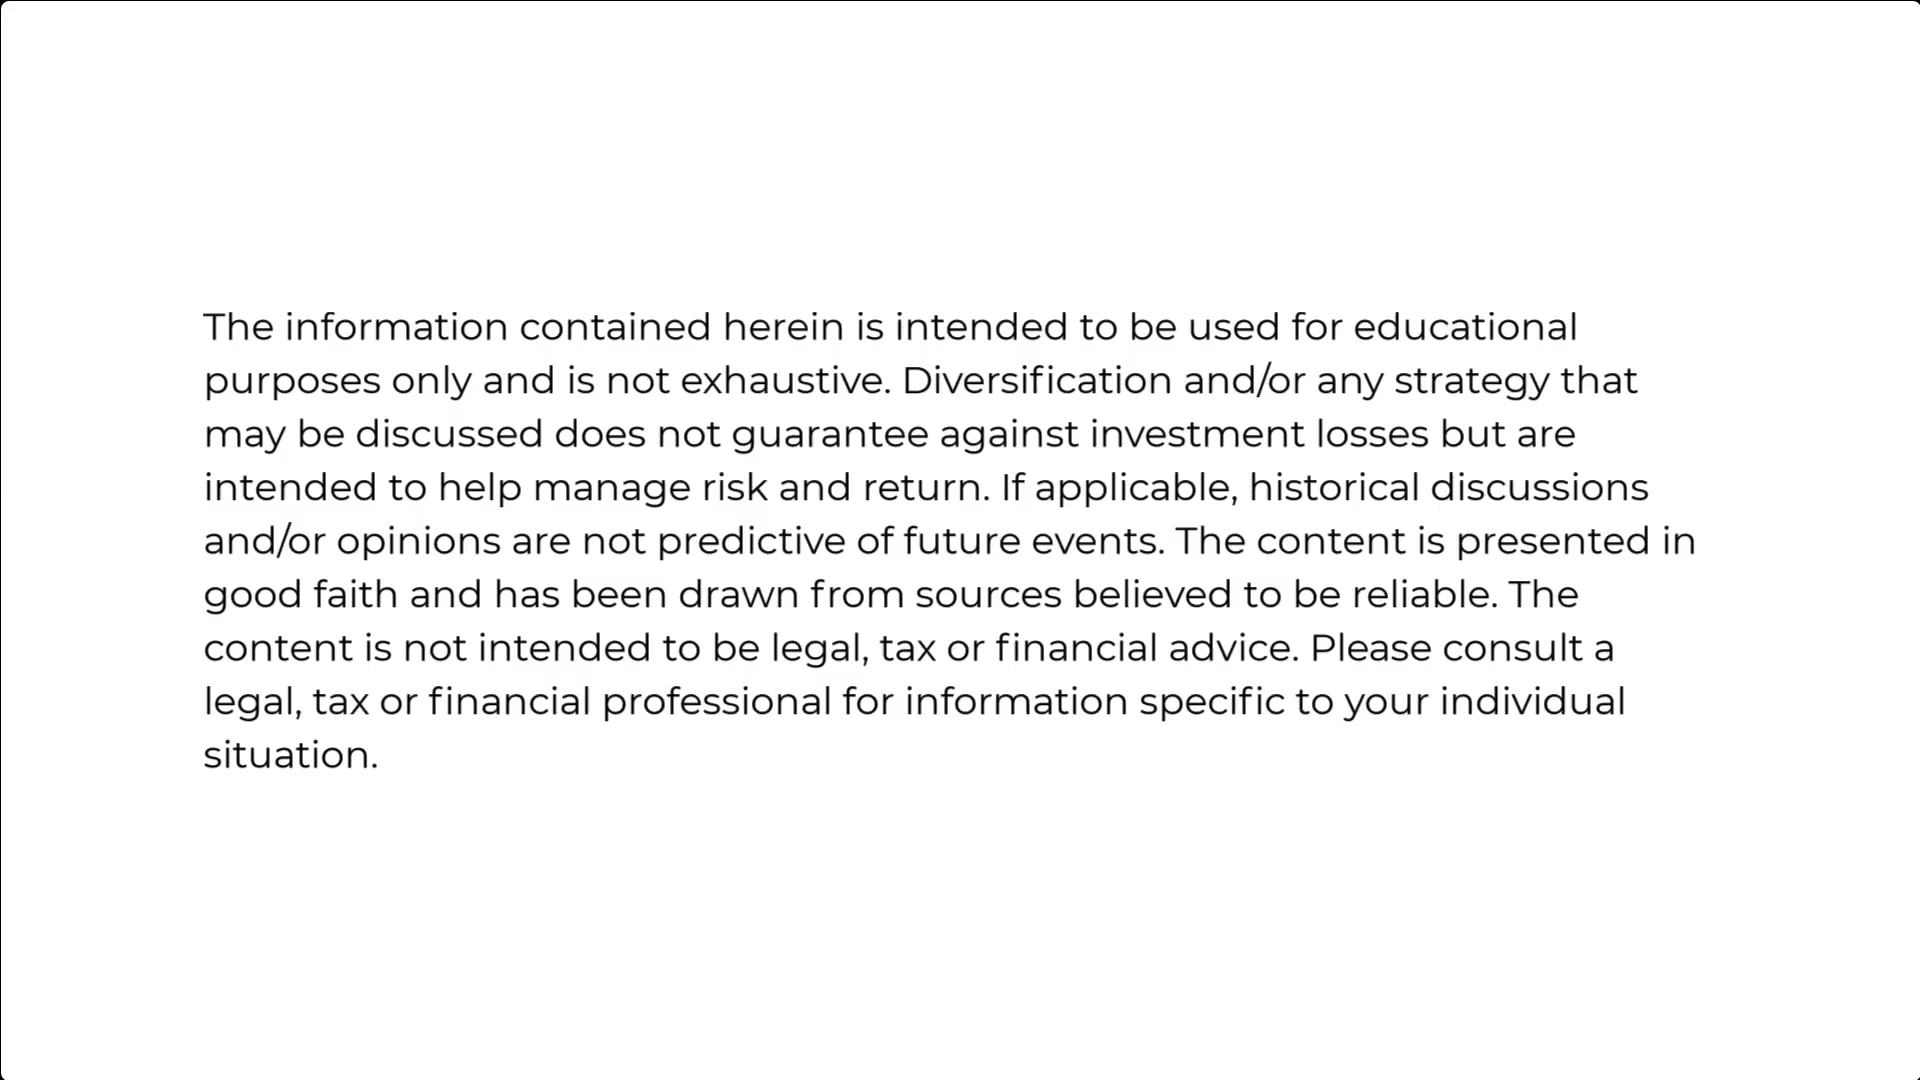 The information contained herein is intended to be used for educational
purposes only and is not exhaustive. Diversification and/or any strategy that
may be discussed does not guarantee against investment losses but are
intended to help manage risk and return. If applicable, historical discussions
and/or opinions are not predictive of future events. The content is presented in
good faith and has been drawn from sources believed to be reliable. The
content is not intended to be legal, tax or financial advice. Please consult a
legal, tax or financial professional for information specific to your individual
situation.